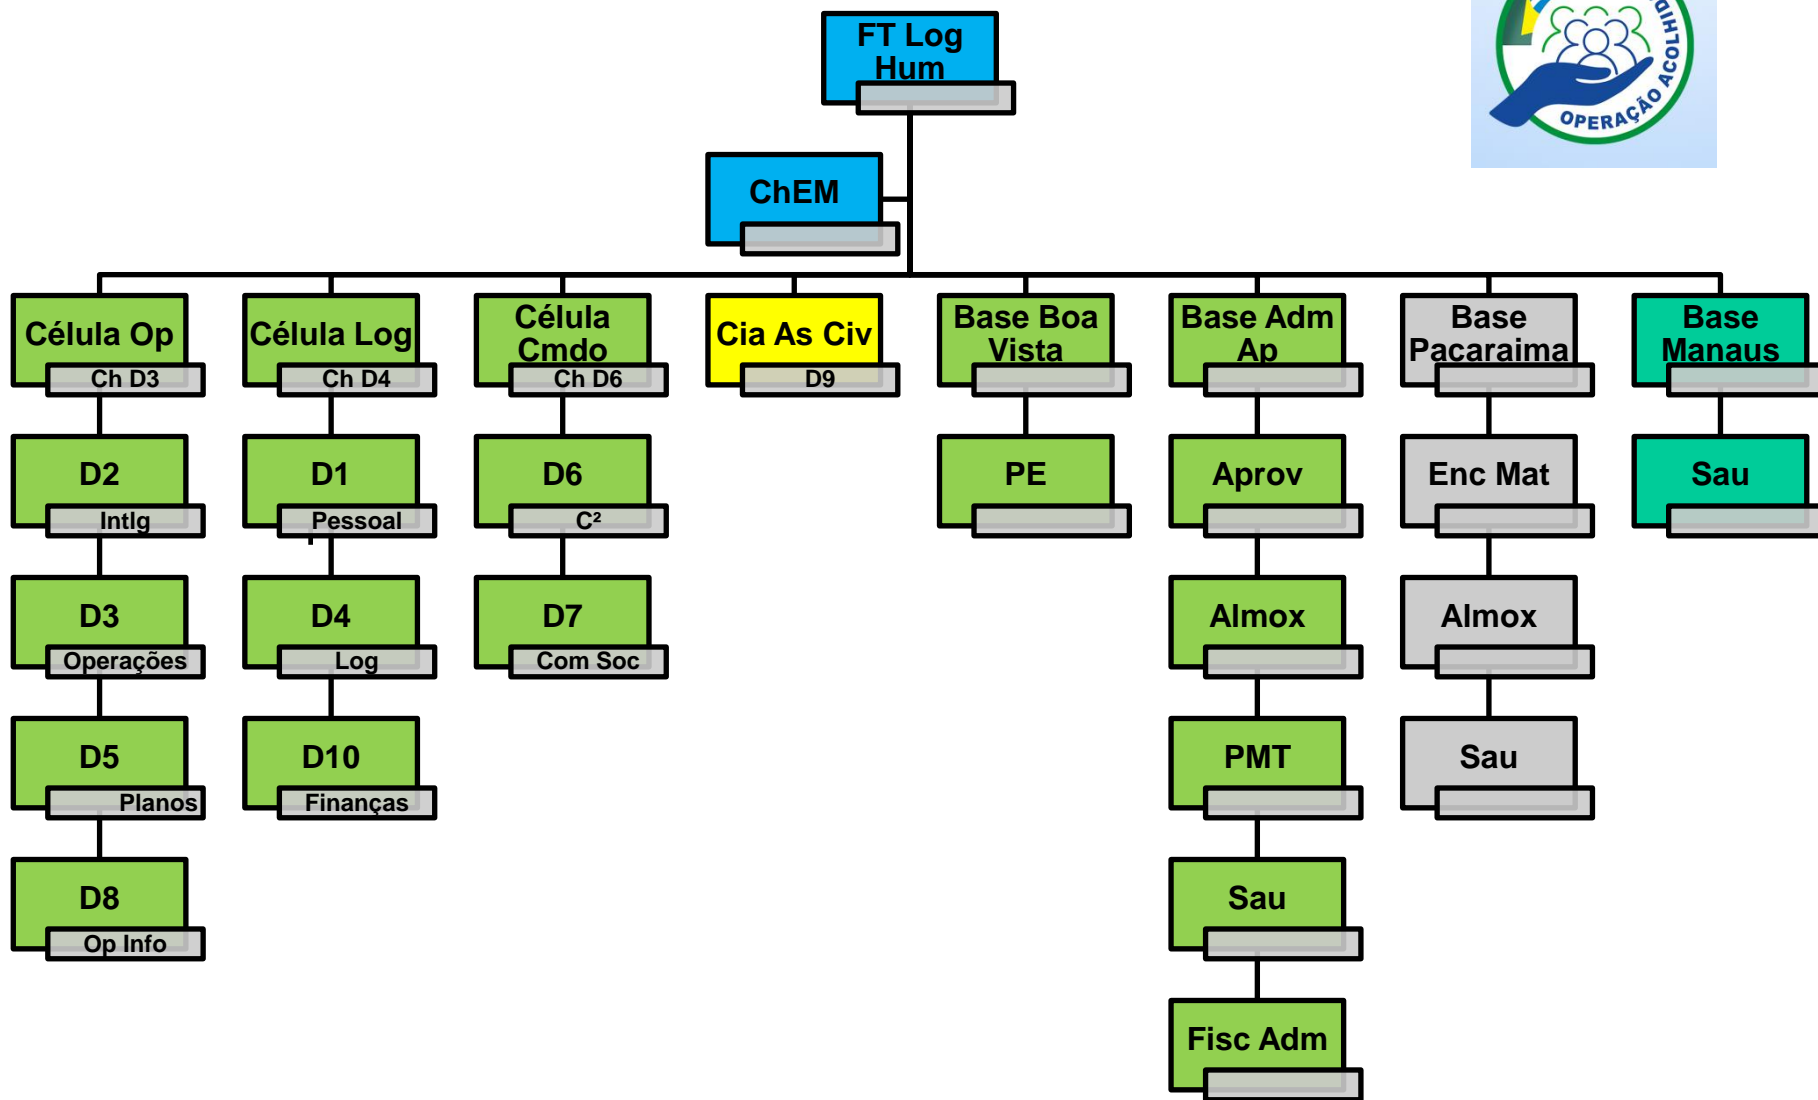 FT Log
Hum
OPERAÇÃO ACOLHIDA
ChEM
Célula Op
Ch D3
Célula Log
Ch D4
Célula
Cmdo
Ch D6
Cia As Civ
D9
Base Boa
Vista
Base Adm
Ap
Base
Pacaraima
Base
Manaus
D2
Intlg
D1
Pessoal
D6
C²
PE
Aprov
Enc Mat
Sau
D3
Operações
D4
Log
D7
Com Soc
Almox
Almox
D5
Planos
D10
Finanças
PMT
Sau
D8
Op Info
Sau
Fisc Adm